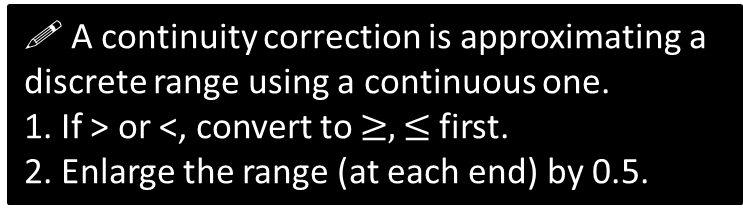 ✏ A continuity correction is approximating a
discrete range using a continuous one.
1. If > or <, convert to ≥, ≤ first.
2. Enlarge the range (at each end) by 0.5.